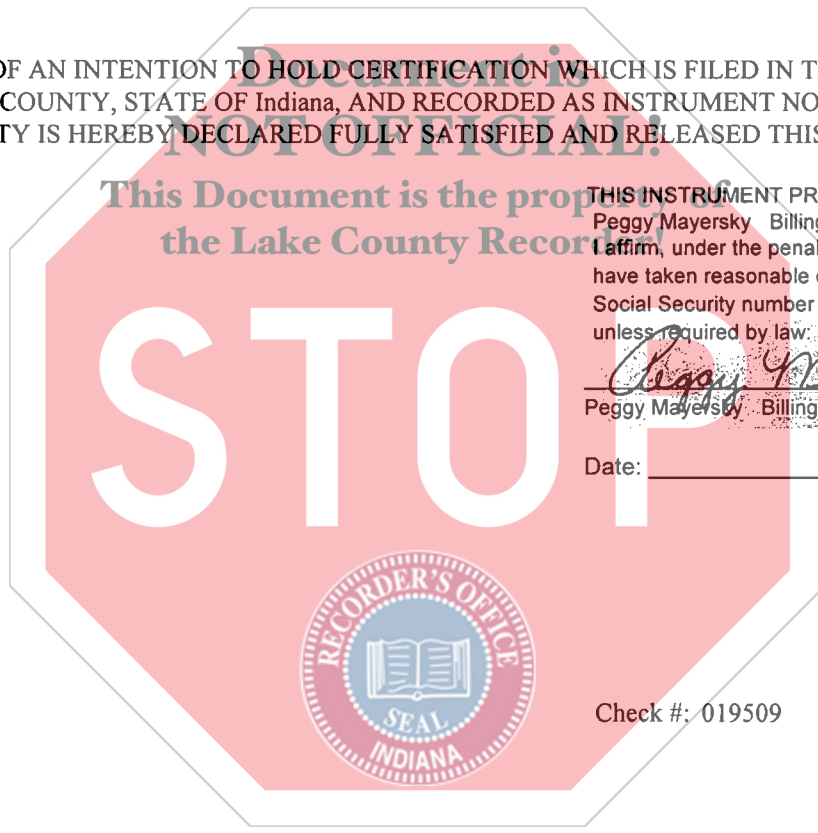 Document is
OF AN INTENTION TO HOLD CERTIFICATION WHICH IS FILED IN
COUNTY, STATE OF Indiana, AND RECORDED AS INSTRUMENT NO
TY IS HEREBY DECLARED FULLY SATISFIED AND RELEASED THIS
NOT OFFICIAL!
This Document is the property of
the Lake County Recorder!
THIS INSTRUMENT PR
Peggy Mayersky Billing
I affirm, under the penal
have taken reasonable
Social Security number
unless required by law:
Peggy M
Peggy Mayersky Billing
Date:
STOP
RECORDER'S OFFICE
SEAL
INDIANA
Check #: 019509